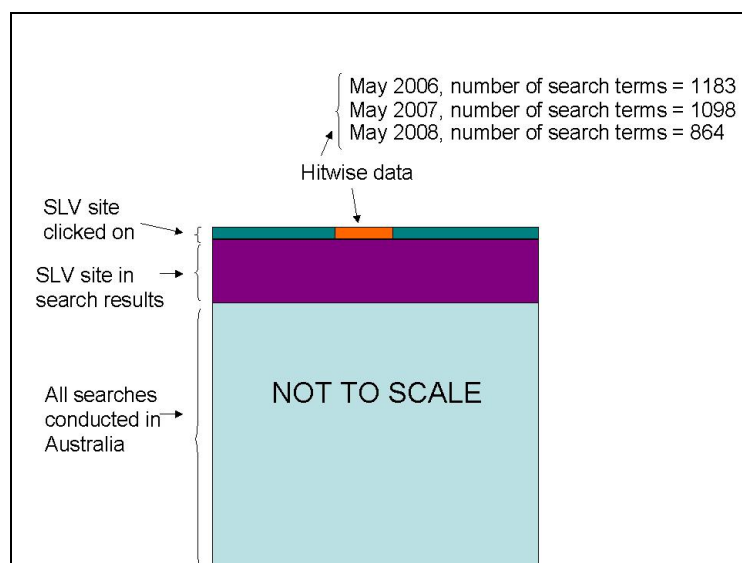 May 2006, number of search terms = 1183
May 2007, number of search terms = 1098
May 2008, number of search terms = 864
Hitwise data
SLV site
clicked on
SLV site in
search results
All searches
conducted in
Australia
NOT TO SCALE